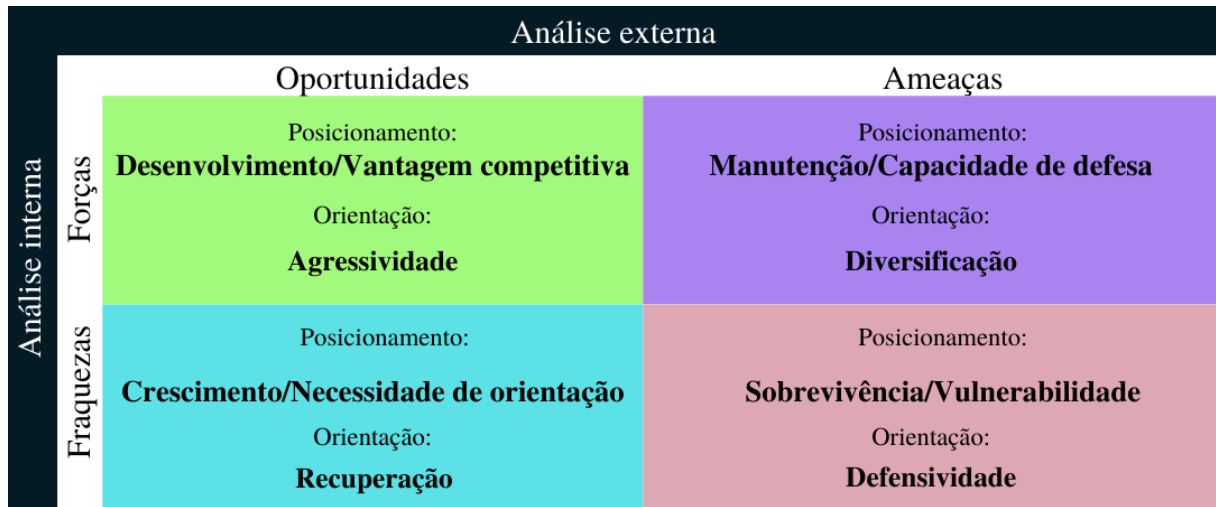 Análise externa
Oportunidades
Ameaças
Análise interna
Forças
Posicionamento:
Desenvolvimento/Vantagem competitiva
Orientação:
Agressividade
Posicionamento:
Manutenção/Capacidade de defesa
Orientação:
Diversificação
Fraquezas
Posicionamento:
Crescimento/Necessidade de orientação
Orientação:
Recuperação
Posicionamento:
Sobrevivência/Vulnerabilidade
Orientação:
Defensividade